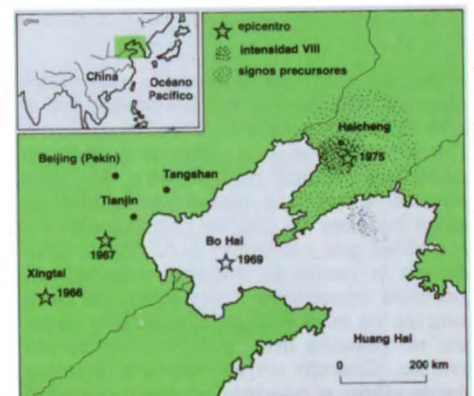 epicentro
intensidad VIII
signos precursores
China
Océano
Pacífico
Haicheng
1975
Beijing (Pekín)
Tangshan
Tianjin
1967
Bo Hai
1969
Xingtai
1966
Huang Hai
0 200 km